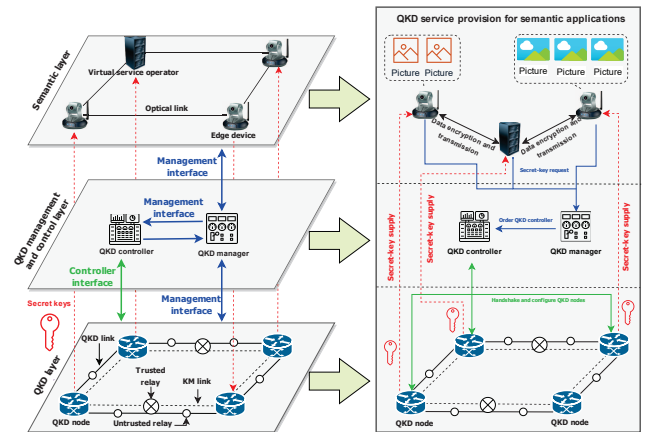 QKD service provision for semantic applications
Semantic layer
Virtual service operator
Optical link
Edge device
Picture
Picture
Picture
Picture
Picture
Data encryption and
transmission
Data encryption and
transmission
Secret-key request
Management
interface
QKD management
and control layer
Management
interface
QKD controller
QKD manager
Controller
interface
Management
interface
Secret-key supply
Secret-key supply
Secret-key supply
Order QKD controller
QKD controller
QKD manager
Handshake and configure QKD nodes
Secret keys
QKD layer
QKD link
Trusted
relay
KM link
QKD node
Untrusted relay
QKD node
QKD node